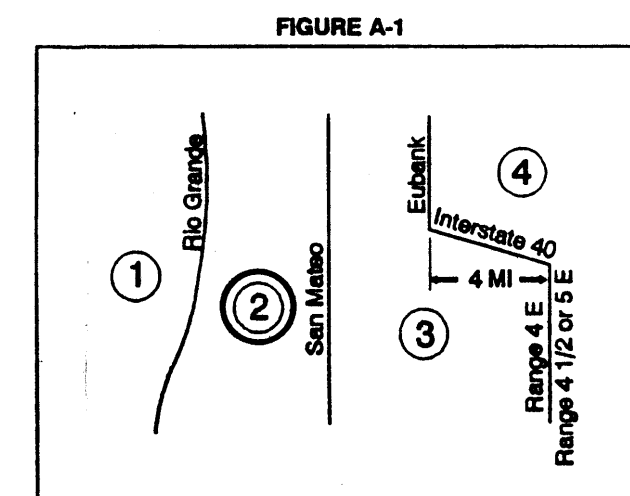 FIGURE A-1
Rio Grande
Eubank
4
Interstate 40
1
2
San Mateo
4 MI
3
Range 4 E
Range 4 1/2 or 5 E